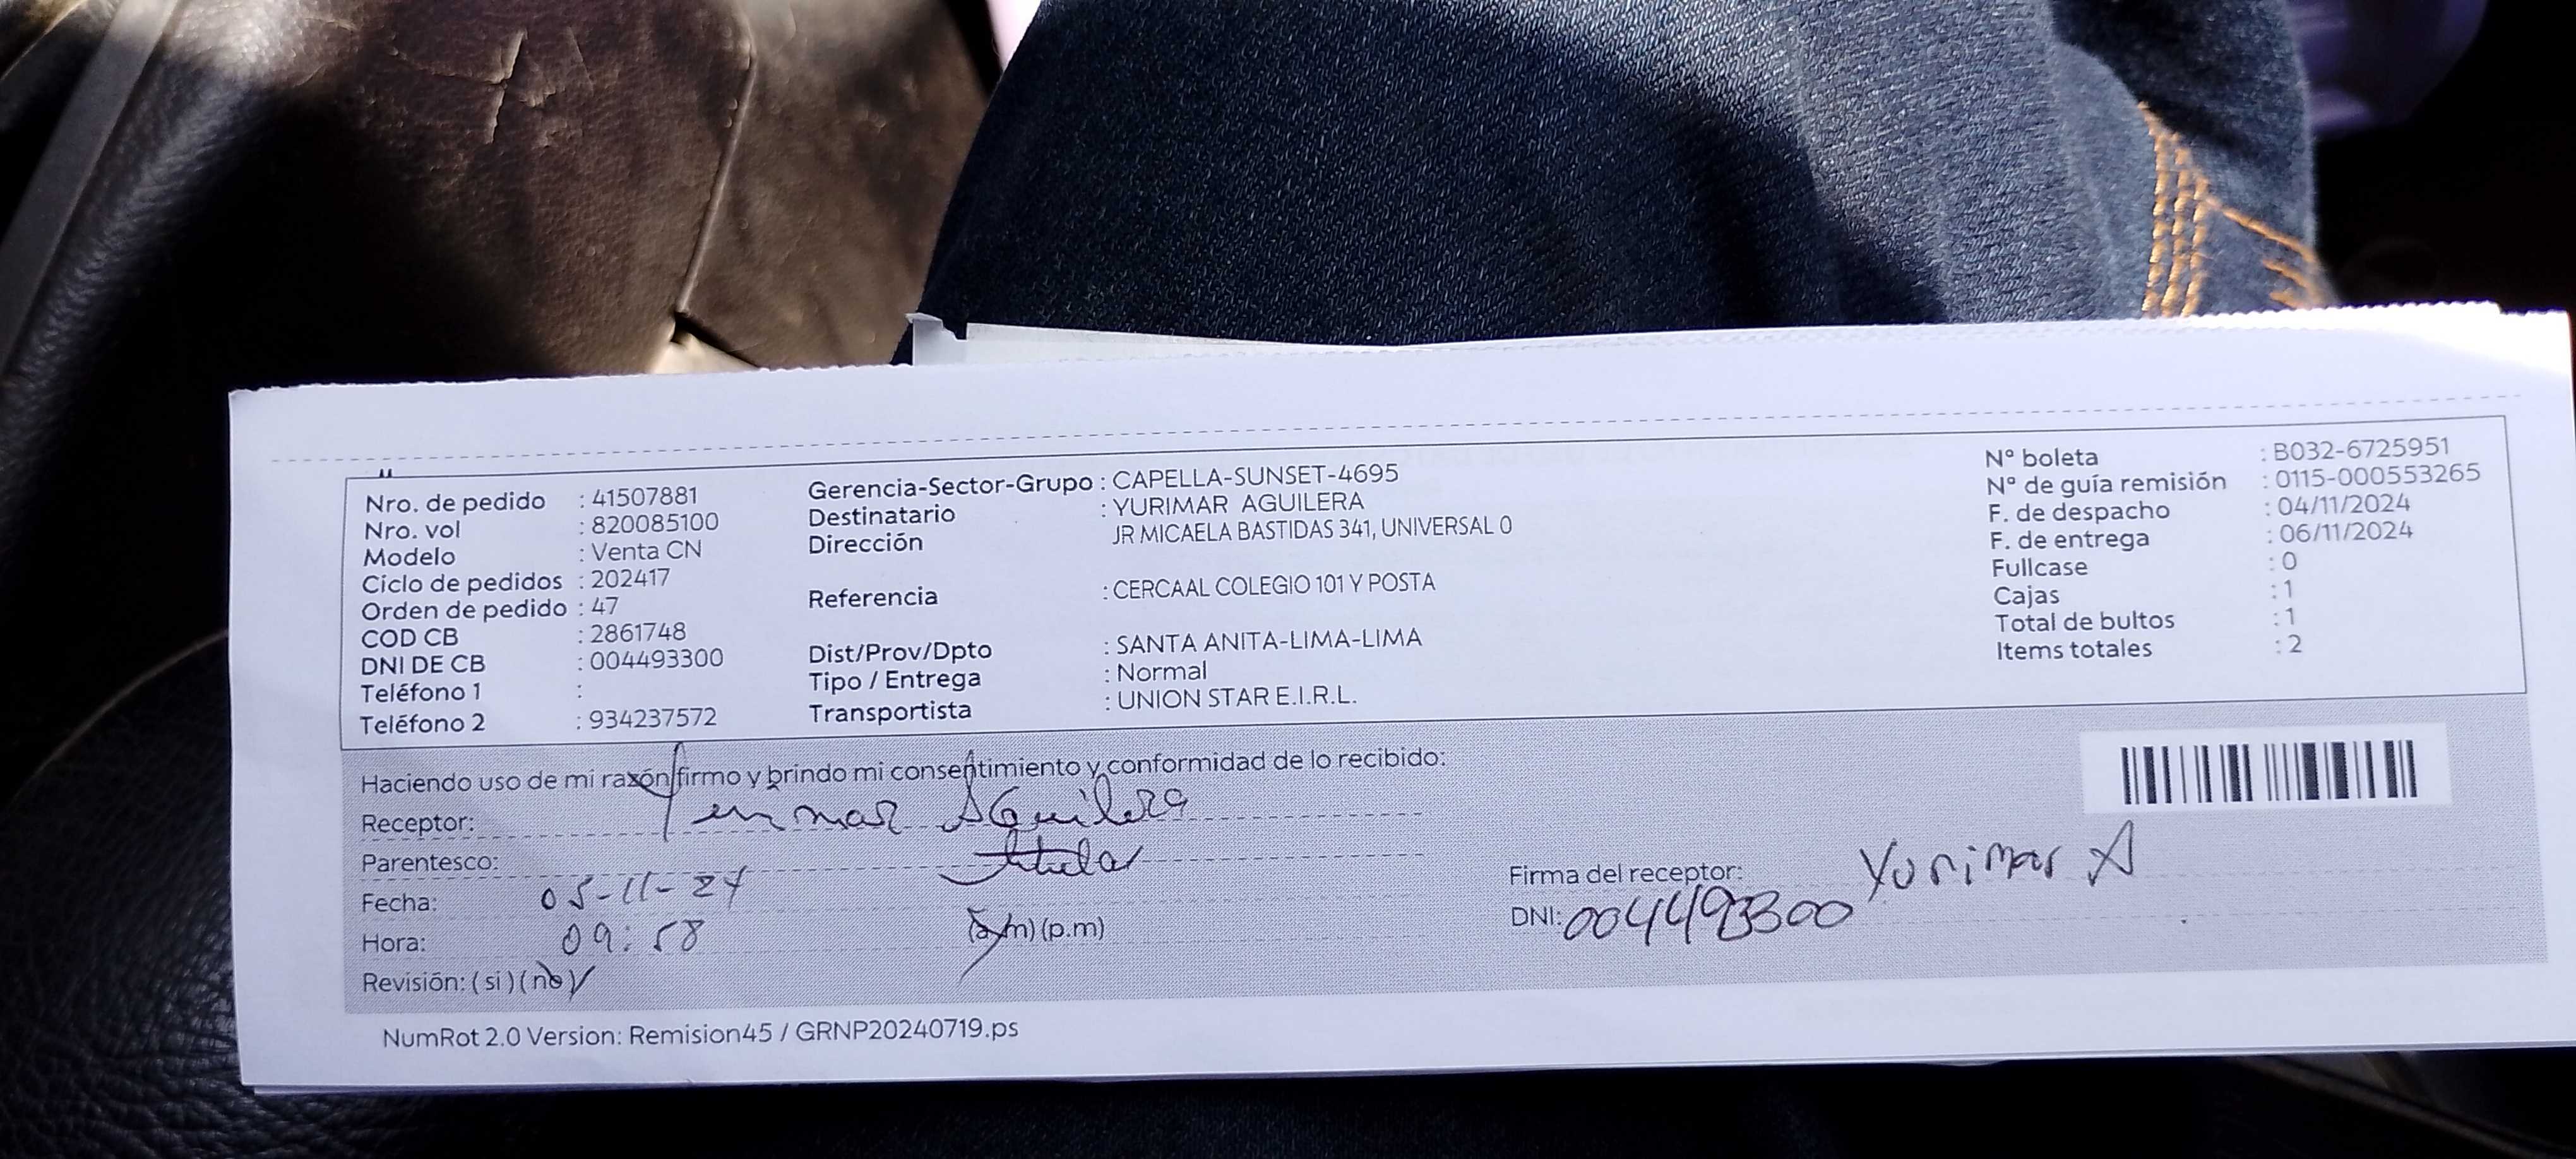 Nro. de pedido : 41507881
Nro. vol : 820085100
Modelo : Venta CN
Ciclo de pedidos : 202417
Orden de pedido : 47
COD CB : 2861748
DNI DE CB : 004493300
Teléfono 1 :
Teléfono 2 : 934237572
Gerencia-Sector-Grupo : CAPELLA-SUNSET-4695
Destinatario : YURIMAR AGUILERA
Dirección JR MICAELA BASTIDAS 341, UNIVERSAL 0
Referencia : CERCAAL COLEGIO 101 Y POSTA
Dist/Prov/Dpto : SANTA ANITA-LIMA-LIMA
Tipo / Entrega : Normal
Transportista : UNION STAR E.I.R.L.
N° boleta : B032-6725951
N° de guía remisión : 0115-000553265
F. de despacho : 04/11/2024
F. de entrega : 06/11/2024
Fullcase : 0
Cajas : 1
Total de bultos : 1
Items totales : 2
Haciendo uso de mi razón firmo y brindo mi consentimiento y conformidad de lo recibido:
Receptor: Yurimar Aguilera
Parentesco: titular
Fecha: 05-11-24
Hora: 09:58 (a.m) (p.m)
Revisión: (si) (no)
Firma del receptor: Yurimar A
DNI: 004493300
NumRot 2.0 Version: Remision45 / GRNP20240719.ps